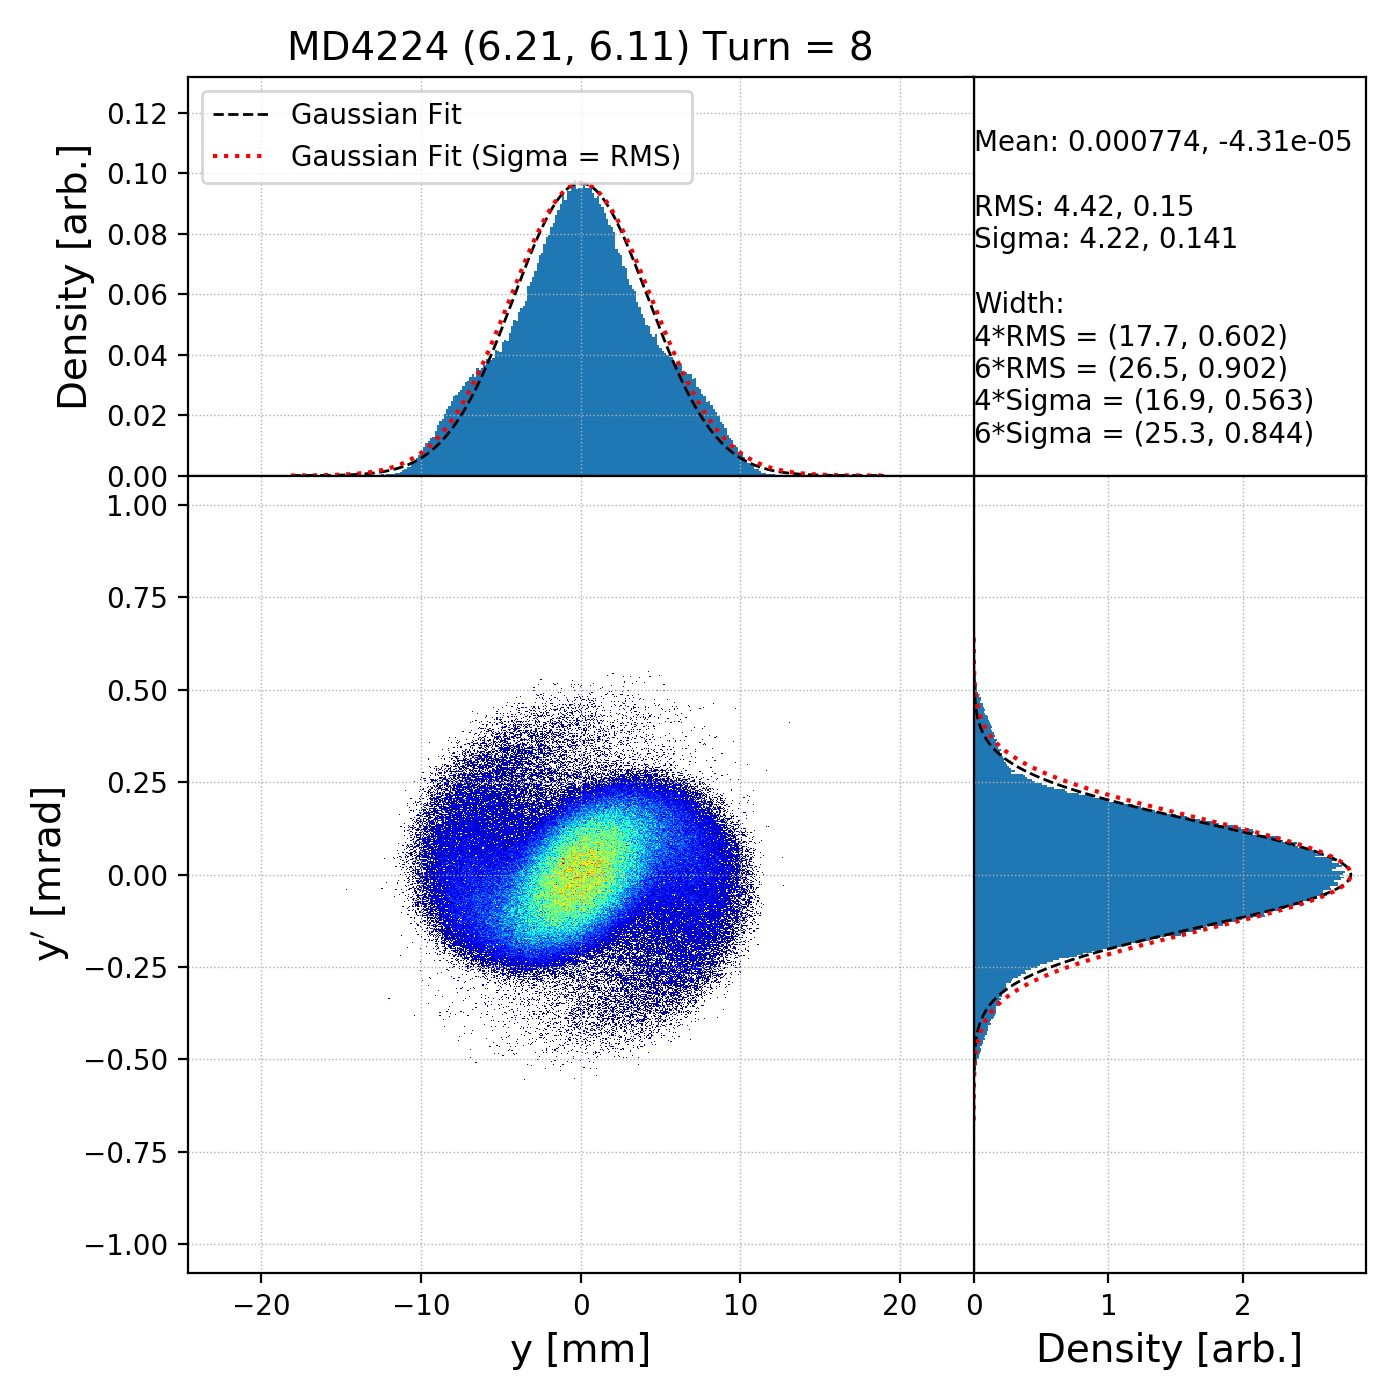 MD4224 (6.21, 6.11) Turn = 8
Density [arb.]
0.12
0.10
0.08
0.06
0.04
0.02
0.00
Gaussian Fit
Gaussian Fit (Sigma = RMS)
Mean: 0.000774, -4.31e-05
RMS: 4.42, 0.15
Sigma: 4.22, 0.141
Width:
4*RMS = (17.7, 0.602)
6*RMS = (26.5, 0.902)
4*Sigma = (16.9, 0.563)
6*Sigma = (25.3, 0.844)
y′ [mrad]
1.00
0.75
0.50
0.25
0.00
−0.25
−0.50
−0.75
−1.00
−20 −10 0 10 20
y [mm]
0 1 2
Density [arb.]